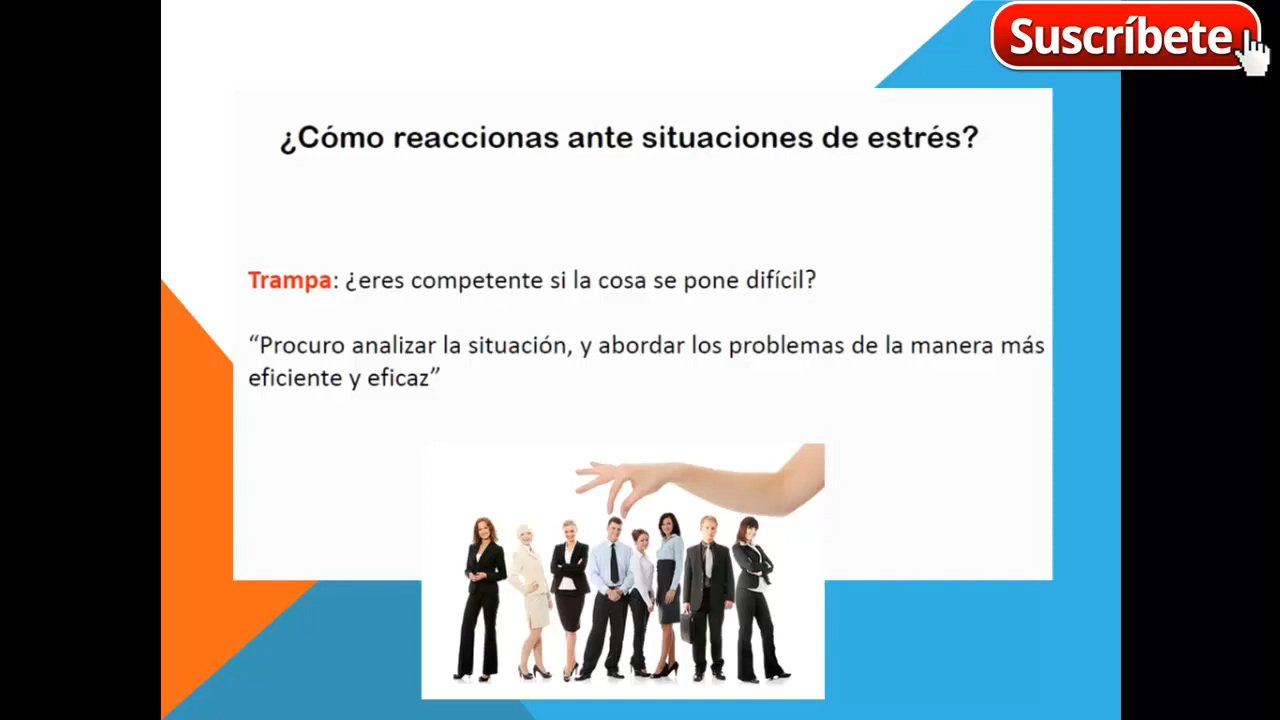 Suscríbete
¿Cómo reaccionas ante situaciones de estrés?
Trampa: ¿eres competente si la cosa se pone difícil?
“Procuro analizar la situación, y abordar los problemas de la manera más
eficiente y eficaz”